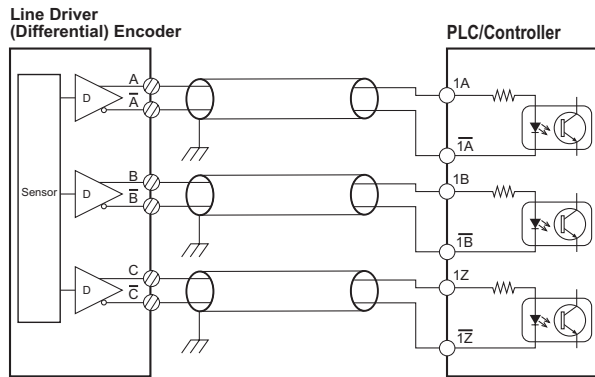 Line Driver
(Differential) Encoder
PLC/Controller
Sensor
D
A
A̅
1A
1A̅
D
B
B̅
1B
1B̅
D
C
C̅
1Z
1Z̅